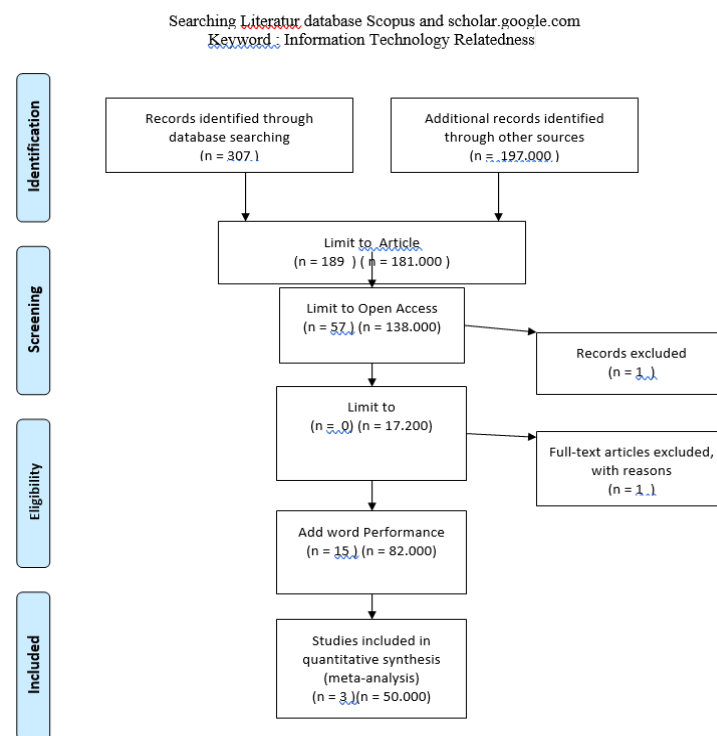 Searching Literatur database Scopus and scholar.google.com
Keyword : Information Technology Relatedness
Identification
Records identified through
database searching
(n = 307 )
Additional records identified
through other sources
(n = 197.000 )
Limit to Article
(n = 189 ) ( n = 181.000 )
Screening
Limit to Open Access
(n = 57 ) (n = 138.000)
Records excluded
(n = 1 )
Limit to
(n = 0) (n = 17.200)
Eligibility
Full-text articles excluded,
with reasons
(n = 1 )
Add word Performance
(n = 15 ) (n = 82.000)
Included
Studies included in
quantitative synthesis
(meta-analysis)
(n = 3 )(n = 50.000)